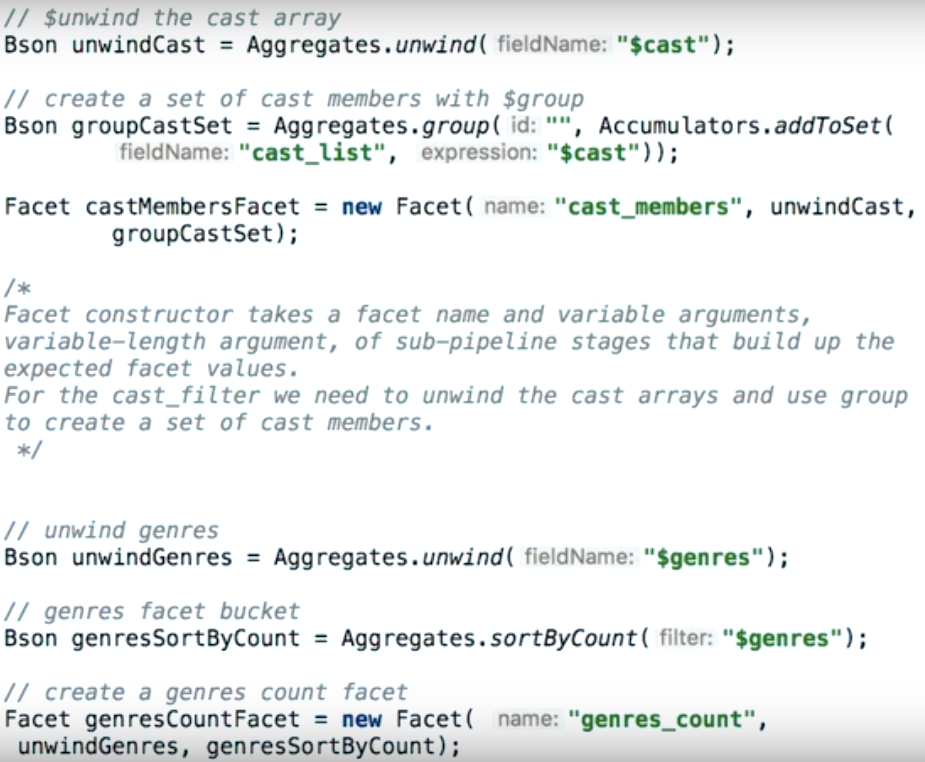 // $unwind the cast array
Bson unwindCast = Aggregates.unwind( fieldName: "$cast");
// create a set of cast members with $group
Bson groupCastSet = Aggregates.group( id: "", Accumulators.addToSet(
fieldName: "cast_list", expression: "$cast"));
Facet castMembersFacet = new Facet( name: "cast_members", unwindCast,
groupCastSet);
/*
Facet constructor takes a facet name and variable arguments,
variable-length argument, of sub-pipeline stages that build up the
expected facet values.
For the cast_filter we need to unwind the cast arrays and use group
to create a set of cast members.
*/
// unwind genres
Bson unwindGenres = Aggregates.unwind( fieldName: "$genres");
// genres facet bucket
Bson genresSortByCount = Aggregates.sortByCount( filter: "$genres");
// create a genres count facet
Facet genresCountFacet = new Facet( name: "genres_count",
unwindGenres, genresSortByCount);